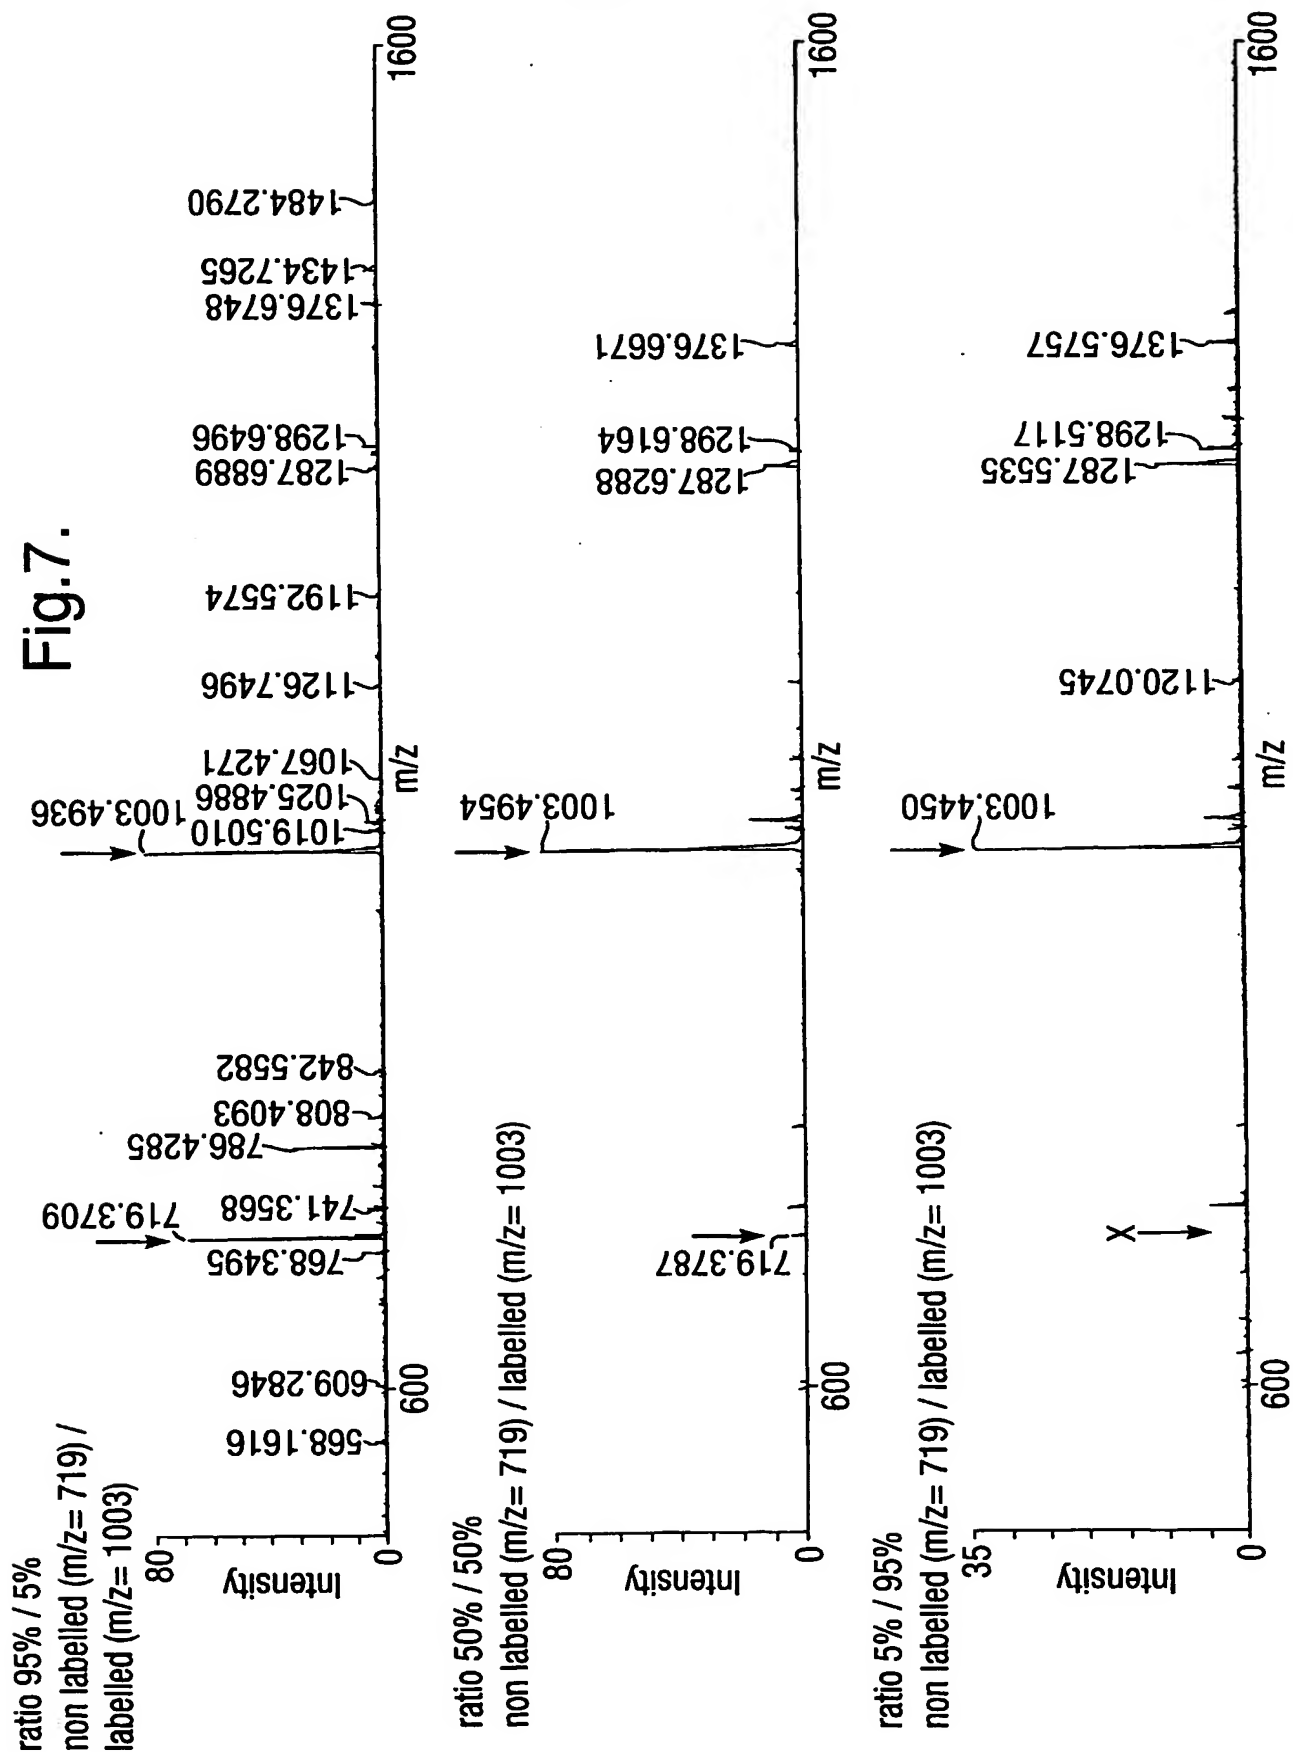 Fig.7.
ratio 95% / 5%
non labelled (m/z= 719) /
labelled (m/z= 1003)
80
Intensity
0
568.1616
600
609.2846
768.3495
719.3709
741.3568
786.4285
808.4093
842.5582
1003.4936
1019.5010
1025.4886
1067.4271
m/z
1126.7496
1192.5574
1287.6889
1298.6496
1376.6748
1434.7265
1484.2790
1600
ratio 50% / 50%
non labelled (m/z= 719) / labelled (m/z= 1003)
80
Intensity
0
600
719.3787
1003.4954
m/z
1287.6288
1298.6164
1376.6671
1600
ratio 5% / 95%
non labelled (m/z= 719) / labelled (m/z= 1003)
35
Intensity
0
600
X
1003.4450
m/z
1120.0745
1287.5535
1298.5117
1376.5757
1600